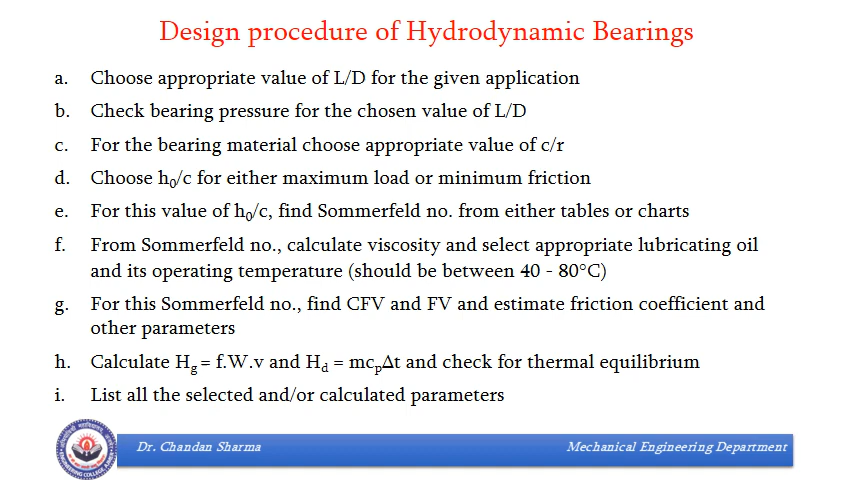 Design procedure of Hydrodynamic Bearings
a. Choose appropriate value of L/D for the given application
b. Check bearing pressure for the chosen value of L/D
c. For the bearing material choose appropriate value of c/r
d. Choose h₀/c for either maximum load or minimum friction
e. For this value of h₀/c, find Sommerfeld no. from either tables or charts
f. From Sommerfeld no., calculate viscosity and select appropriate lubricating oil
and its operating temperature (should be between 40 - 80°C)
g. For this Sommerfeld no., find CFV and FV and estimate friction coefficient and
other parameters
h. Calculate Hg = f.W.v and Hd = mcpΔt and check for thermal equilibrium
i. List all the selected and/or calculated parameters
Dr. Chandan Sharma
Mechanical Engineering Department